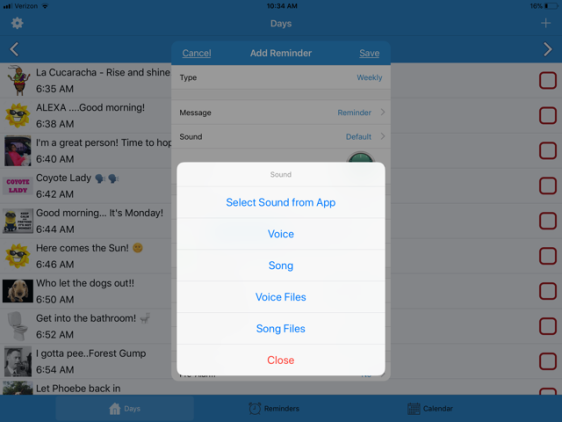 Verizon 10:34 AM 16%
Days
Cancel Add Reminder Save
Type Weekly
Message Reminder
Sound Default
La Cucaracha - Rise and shine
6:35 AM
ALEXA ....Good morning!
6:38 AM
I'm a great person! Time to hop
6:40 AM
COYOTE LADY
Coyote Lady 🗣️🗣️
6:42 AM
Good morning... It's Monday!
6:44 AM
Here comes the Sun! 🌞
6:46 AM
Who let the dogs out!!
6:50 AM
Get into the bathroom! 🚽
6:52 AM
I gotta pee..Forest Gump
6:54 AM
Let Phoebe back in
Sound
Select Sound from App
Voice
Song
Voice Files
Song Files
Close
Days Reminders Calendar